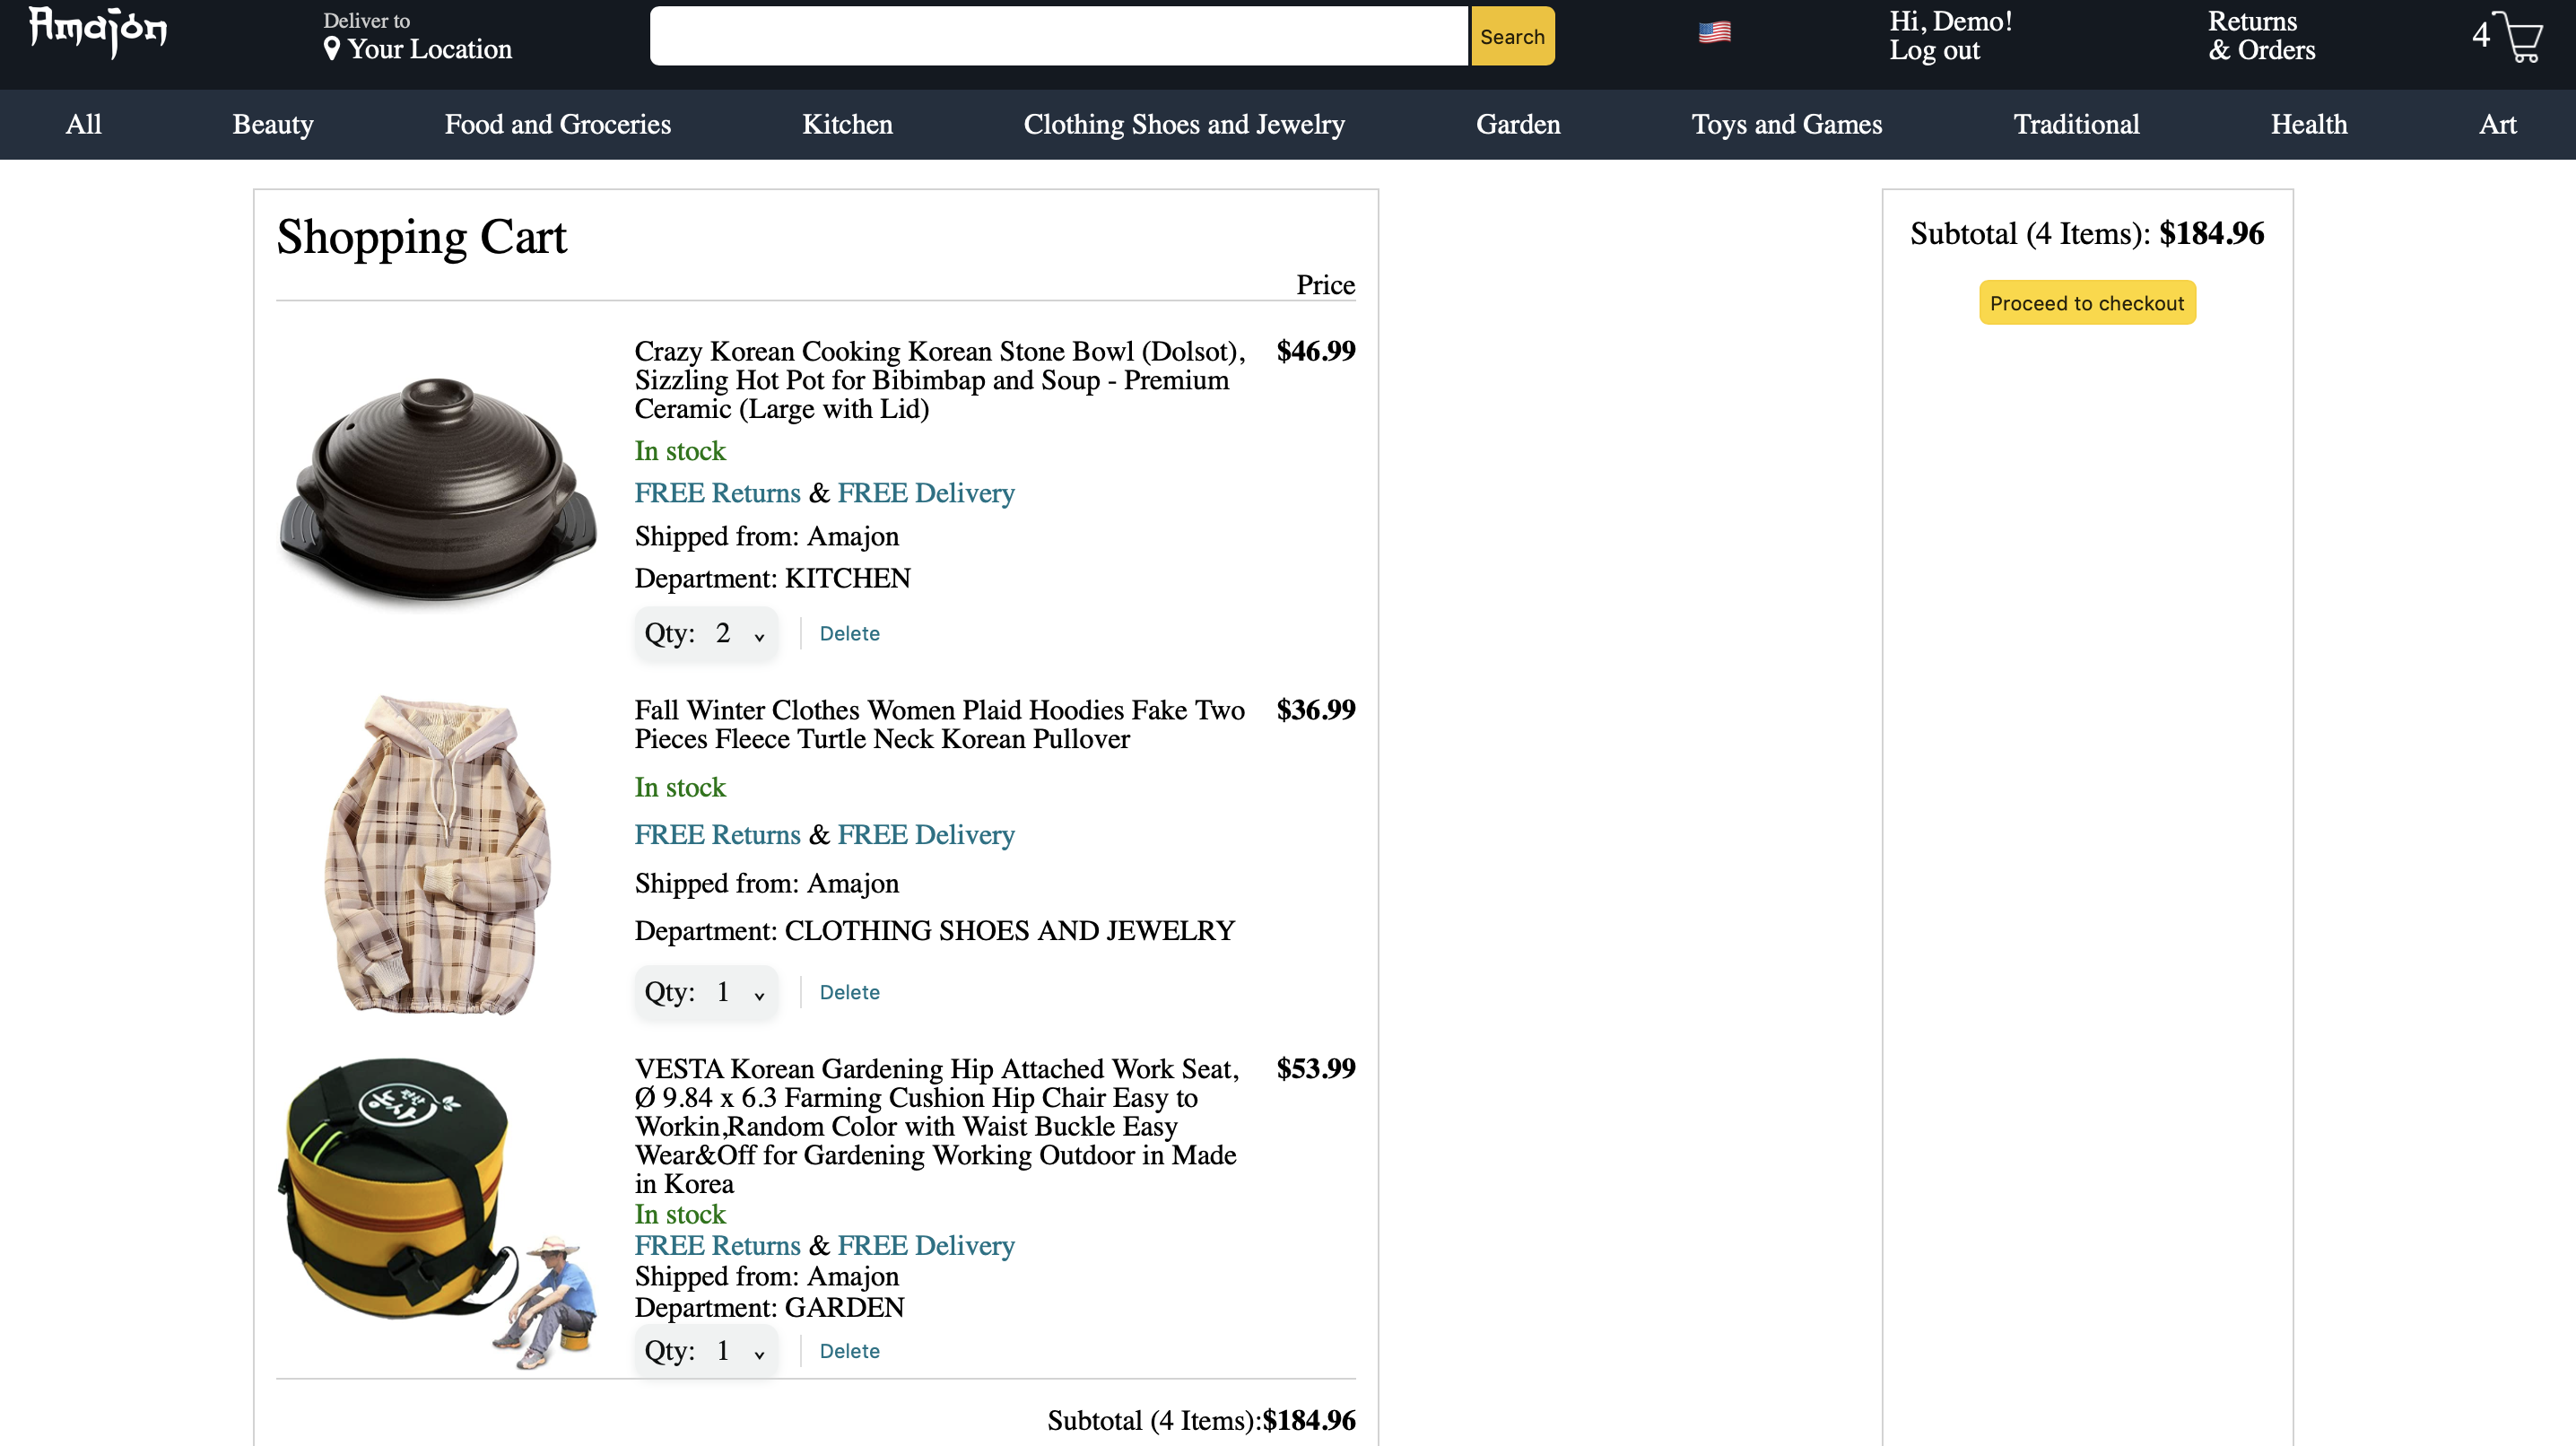 Amajón
Deliver to
Your Location
Search
Hi, Demo!
Log out
Returns
& Orders
4
All
Beauty
Food and Groceries
Kitchen
Clothing Shoes and Jewelry
Garden
Toys and Games
Traditional
Health
Art
Shopping Cart
Price
Crazy Korean Cooking Korean Stone Bowl (Dolsot),
Sizzling Hot Pot for Bibimbap and Soup - Premium
Ceramic (Large with Lid)
$46.99
In stock
FREE Returns & FREE Delivery
Shipped from: Amajon
Department: KITCHEN
Qty: 2
Delete
Fall Winter Clothes Women Plaid Hoodies Fake Two
Pieces Fleece Turtle Neck Korean Pullover
$36.99
In stock
FREE Returns & FREE Delivery
Shipped from: Amajon
Department: CLOTHING SHOES AND JEWELRY
Qty: 1
Delete
VESTA Korean Gardening Hip Attached Work Seat,
Ø 9.84 x 6.3 Farming Cushion Hip Chair Easy to
Workin,Random Color with Waist Buckle Easy
Wear&Off for Gardening Working Outdoor in Made
in Korea
$53.99
In stock
FREE Returns & FREE Delivery
Shipped from: Amajon
Department: GARDEN
Qty: 1
Delete
Subtotal (4 Items):$184.96
Subtotal (4 Items): $184.96
Proceed to checkout